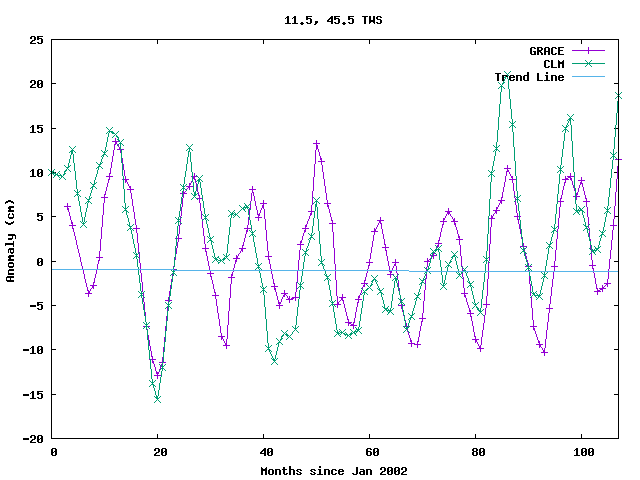 11.5, 45.5 TWS
GRACE
CLM
Trend Line
25
20
15
10
5
0
-5
-10
-15
-20
Anomaly (cm)
0 20 40 60 80 100
Months since Jan 2002